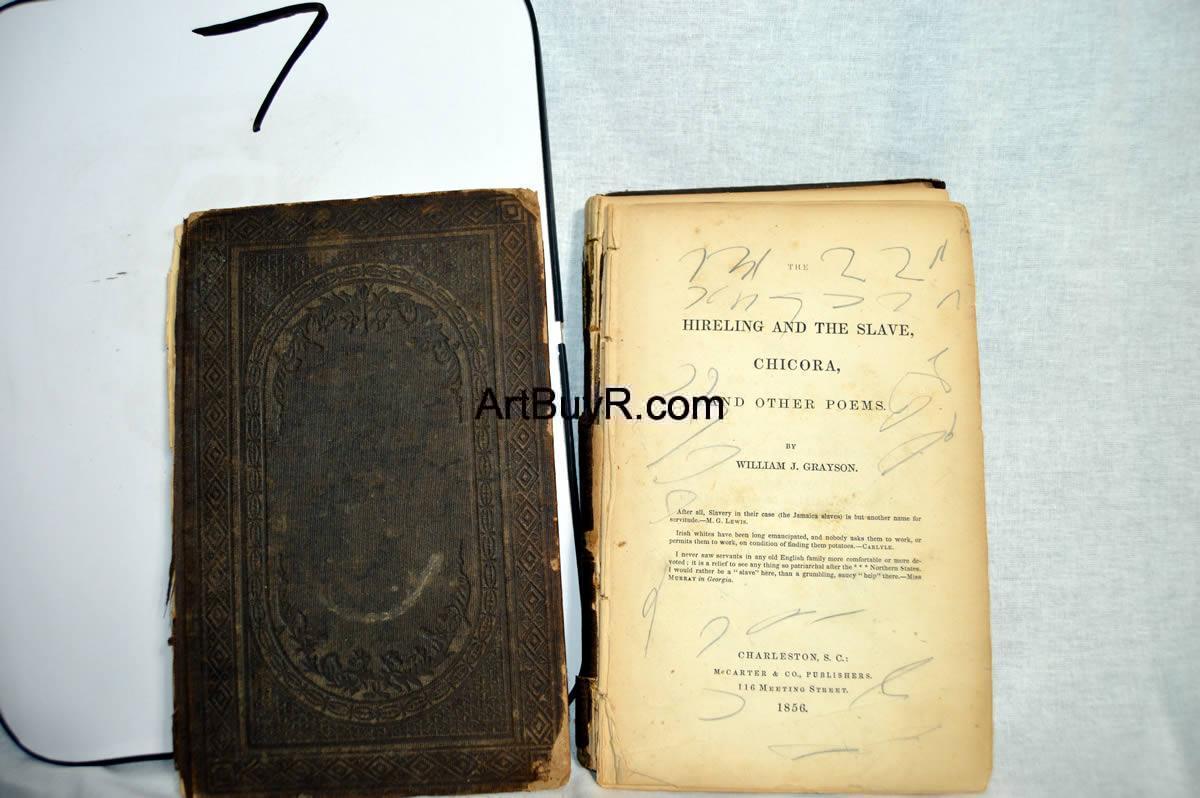 7
THE
HIRELING AND THE SLAVE,
CHICORA,
AND OTHER POEMS.
BY
WILLIAM J. GRAYSON.
After all, Slavery in their case (the Jamaica slaves) is but another name for
servitude.—M. G. LEWIS.
Irish whites have been long emancipated, and nobody asks them to work, or
permits them to work, on condition of finding them potatoes.—CARLYLE.
I never saw servants in any old English family more comfortable or more de-
voted; it is a relief to see any thing so patriarchal after the * * * Northern States.
I would rather be a "slave" here, than a grumbling, saucy "help" there.—MISS
MURRAY in Georgia.
CHARLESTON, S. C.:
McCARTER & CO., PUBLISHERS.
116 MEETING STREET.
1856.
ArtBuyR.com